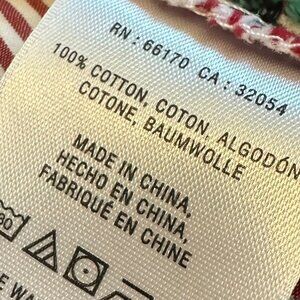 RN : 66170 CA : 32054
100% COTTON, COTON, ALGODÓN
COTONE, BAUMWOLLE
MADE IN CHINA,
HECHO EN CHINA,
FABRIQUÉ EN CHINE